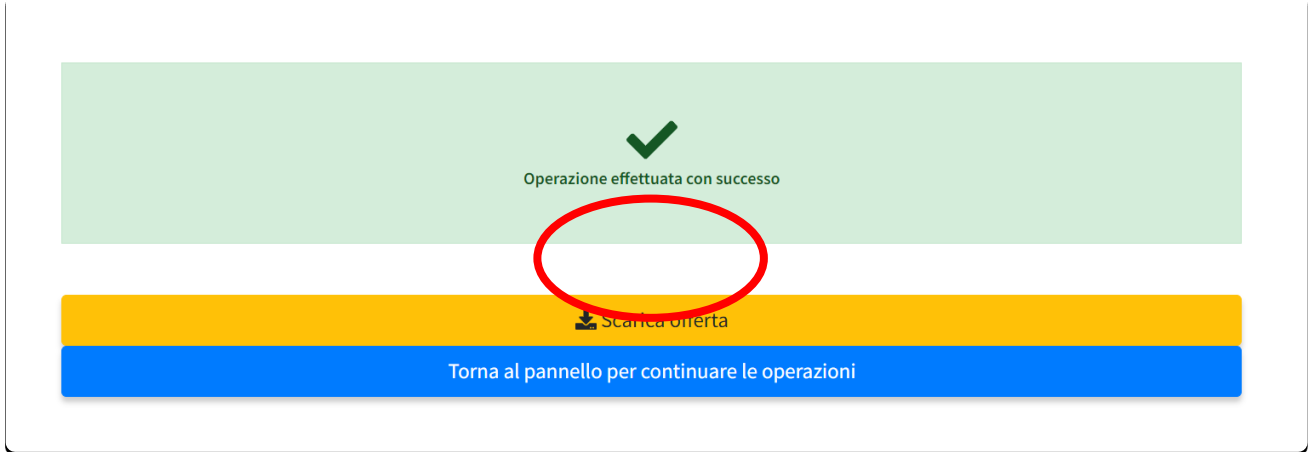 Operazione effettuata con successo
Scarica offerta
Torna al pannello per continuare le operazioni